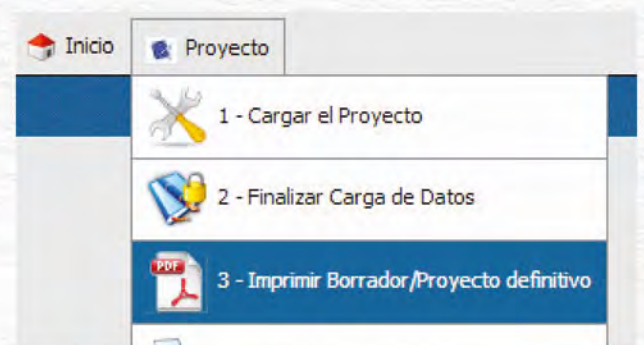 Inicio
Proyecto
1 - Cargar el Proyecto
2 - Finalizar Carga de Datos
PDF
3 - Imprimir Borrador/Proyecto definitivo